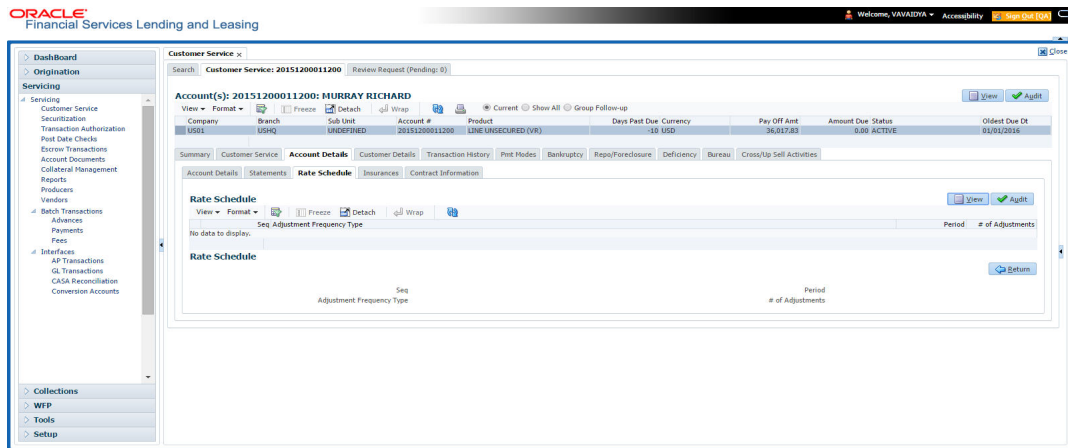 ORACLE
Financial Services Lending and Leasing
Welcome, VAVAIDYA Accessibility Sign Out [QA]
Close
DashBoard
Origination
Servicing
Servicing
Customer Service
Securitization
Transaction Authorization
Post Date Checks
Escrow Transactions
Account Documents
Collateral Management
Reports
Producers
Vendors
Batch Transactions
Advances
Payments
Fees
Interfaces
AP Transactions
GL Transactions
CASA Reconciliation
Conversion Accounts
Collections
WFP
Tools
Setup
Customer Service
Search Customer Service: 20151200011200 Review Request (Pending: 0)
Account(s): 20151200011200: MURRAY RICHARD View Audit
View Format Freeze Detach Wrap Current Show All Group Follow-up
Company Branch Sub Unit Account # Product Days Past Due Currency Pay Off Amt Amount Due Status Oldest Due Dt
US01 USHQ UNDEFINED 20151200011200 LINE UNSECURED (VR) -10 USD 36,017.83 0.00 ACTIVE 01/01/2016
Summary Customer Service Account Details Customer Details Transaction History Pmt Modes Bankruptcy Repo/Foreclosure Deficiency Bureau Cross/Up Sell Activities
Account Details Statements Rate Schedule Insurances Contract Information
Rate Schedule View Audit
View Format Freeze Detach Wrap
Seq Adjustment Frequency Type Period # of Adjustments
No data to display.
Rate Schedule
Return
Seq Period
Adjustment Frequency Type # of Adjustments